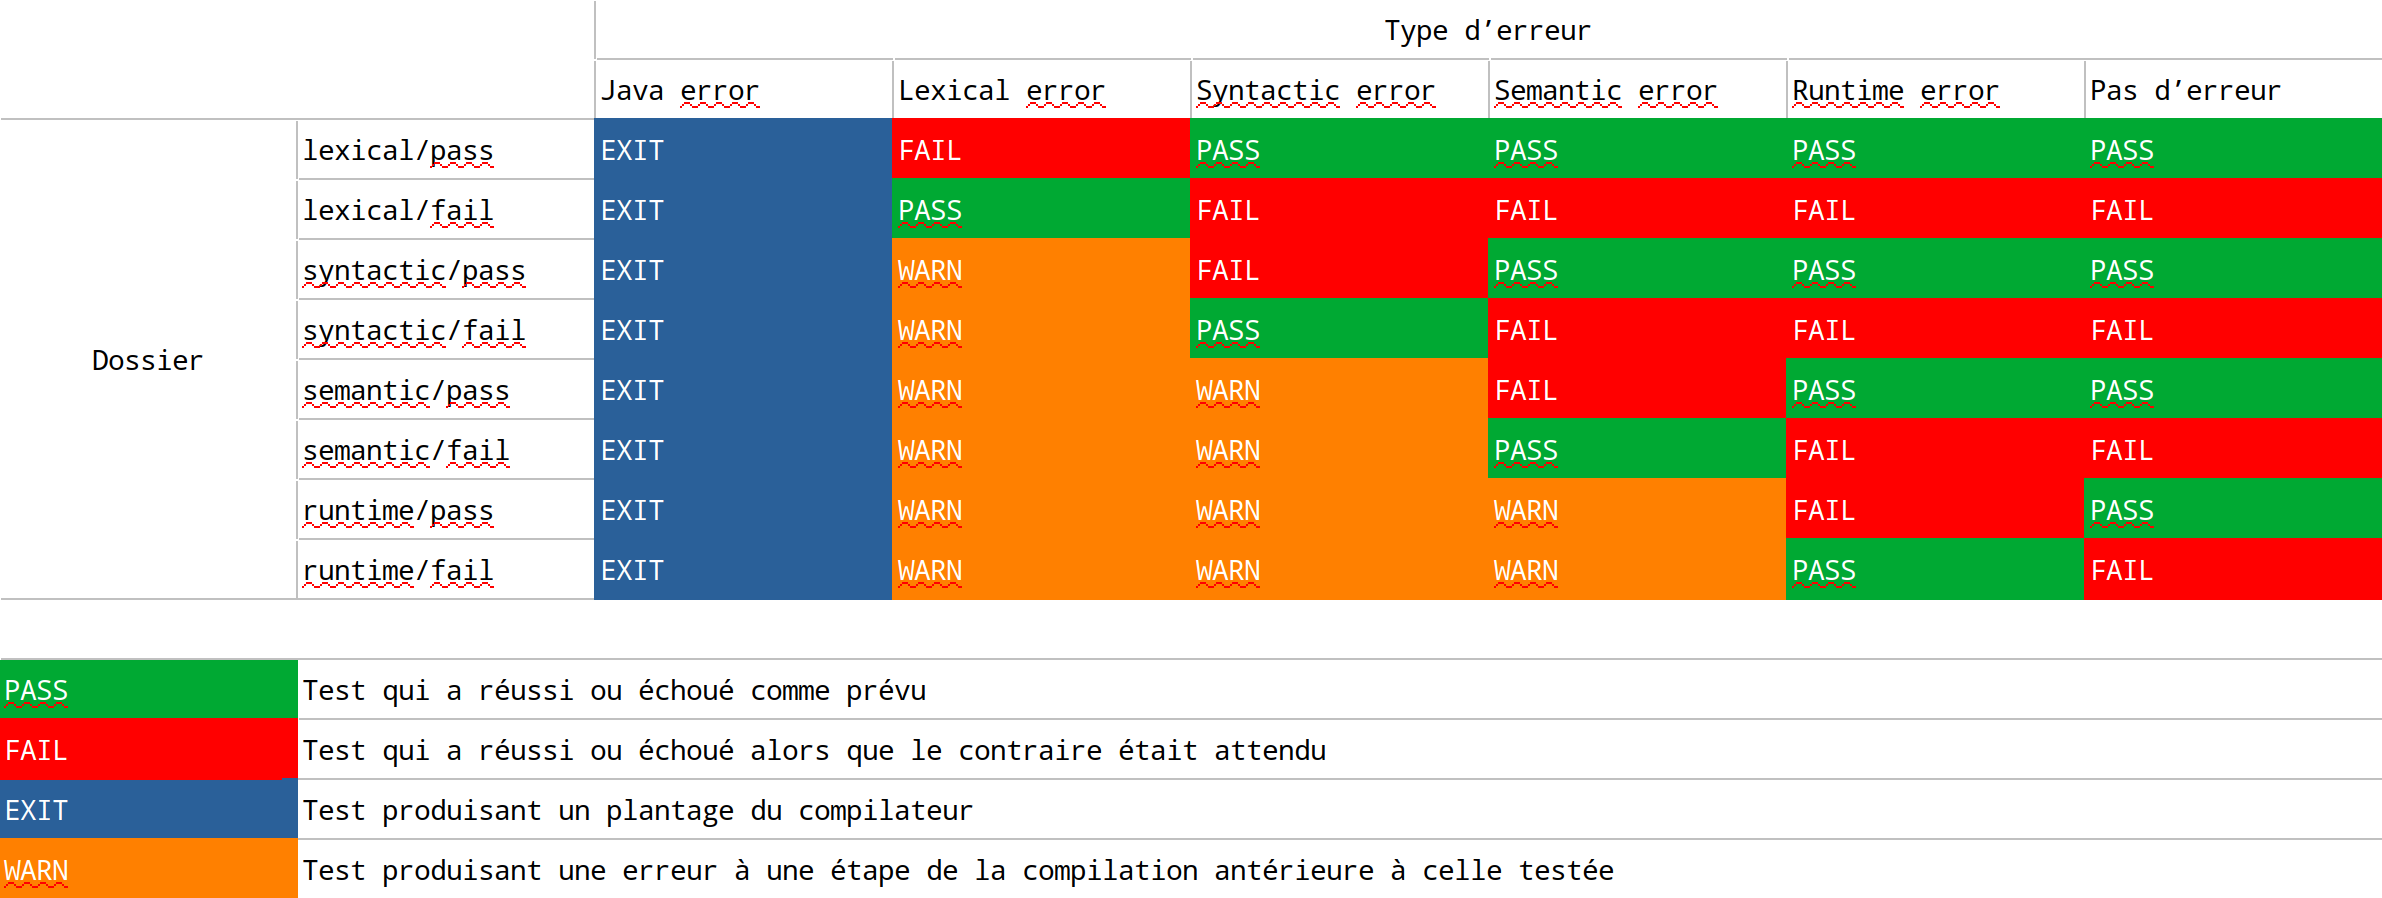 Type d’erreur
Java error Lexical error Syntactic error Semantic error Runtime error Pas d’erreur
lexical/pass EXIT FAIL PASS PASS PASS PASS
lexical/fail EXIT PASS FAIL FAIL FAIL FAIL
syntactic/pass EXIT WARN FAIL PASS PASS PASS
syntactic/fail EXIT WARN PASS FAIL FAIL FAIL
Dossier
semantic/pass EXIT WARN WARN FAIL PASS PASS
semantic/fail EXIT WARN WARN PASS FAIL FAIL
runtime/pass EXIT WARN WARN WARN FAIL PASS
runtime/fail EXIT WARN WARN WARN PASS FAIL
PASS Test qui a réussi ou échoué comme prévu
FAIL Test qui a réussi ou échoué alors que le contraire était attendu
EXIT Test produisant un plantage du compilateur
WARN Test produisant une erreur à une étape de la compilation antérieure à celle testée